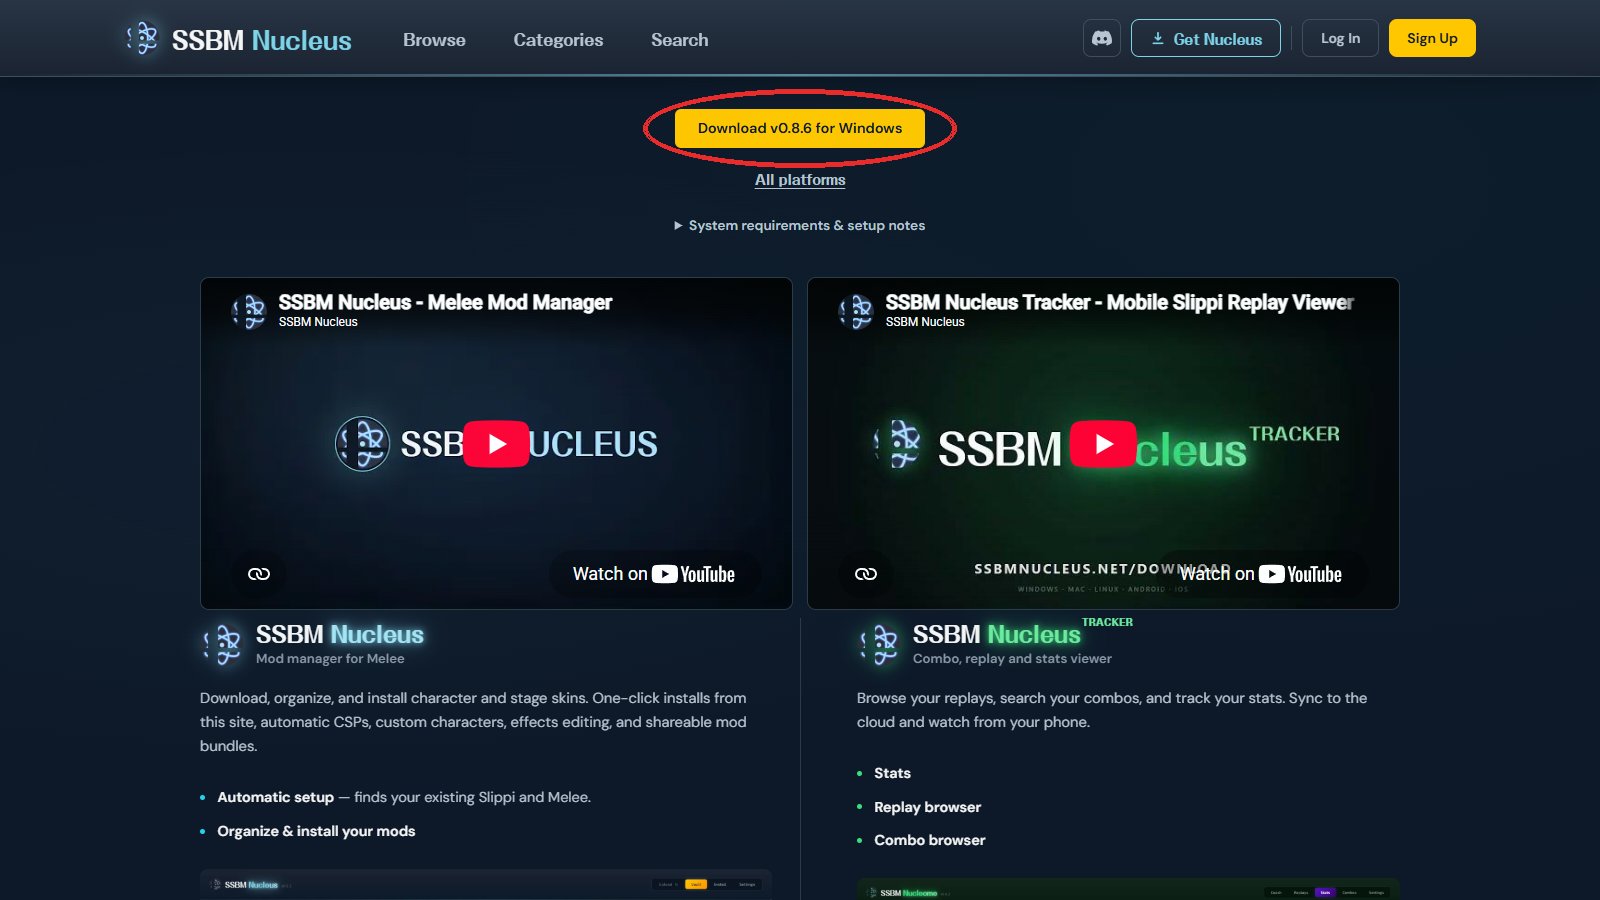 SSBM Nucleus
Browse
Categories
Search
Get Nucleus
Log In
Sign Up
Download v0.8.6 for Windows
All platforms
System requirements & setup notes
SSBM Nucleus - Melee Mod Manager
SSBM Nucleus
Watch on YouTube
SSBM Nucleus Tracker - Mobile Slippi Replay Viewer
SSBM Nucleus
TRACKER
SSBMNUCLEUS.NET/DOWNLOAD
Watch on YouTube
WINDOWS · MAC · LINUX · ANDROID · IOS
SSBM Nucleus
Mod manager for Melee
Download, organize, and install character and stage skins. One-click installs from
this site, automatic CSPs, custom characters, effects editing, and shareable mod
bundles.
• Automatic setup — finds your existing Slippi and Melee.
• Organize & install your mods
SSBM Nucleus
Vault
Settings
SSBM Nucleus TRACKER
Combo, replay and stats viewer
Browse your replays, search your combos, and track your stats. Sync to the
cloud and watch from your phone.
• Stats
• Replay browser
• Combo browser
Stats
Settings